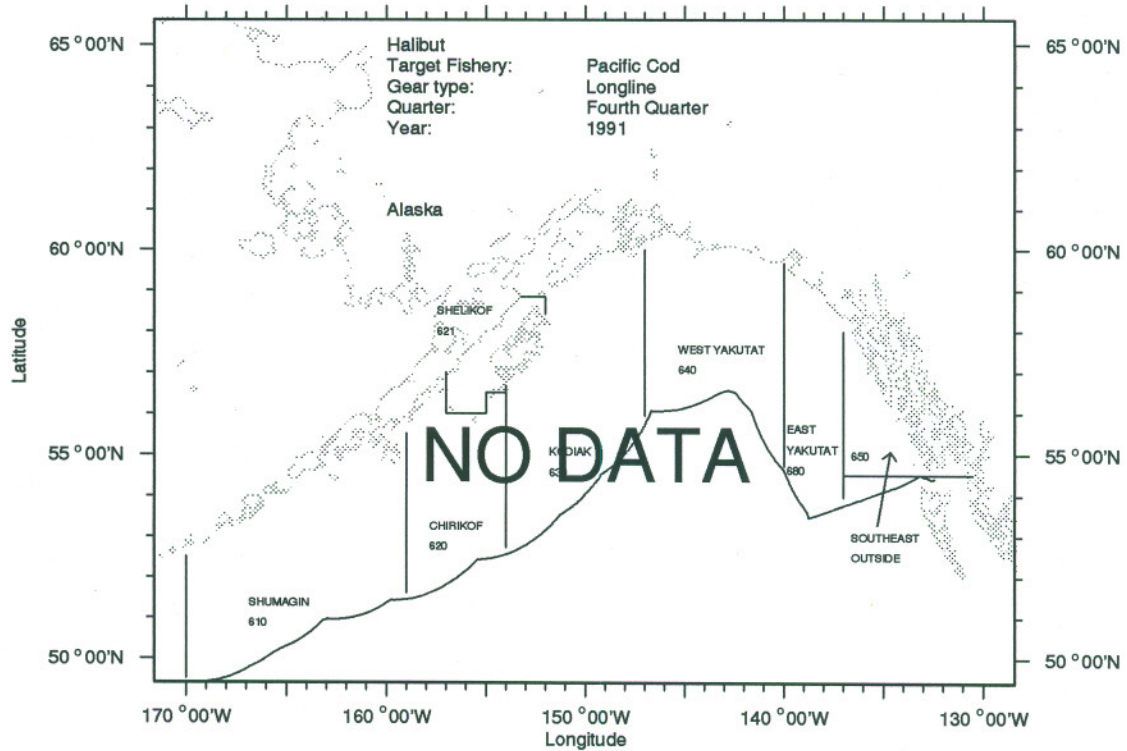 170 °00'W 160 °00'W 150 °00'W 140 °00'W 130 °00'W
65 °00'N
65 °00'N
Halibut
Target Fishery: Pacific Cod
Gear type: Longline
Quarter: Fourth Quarter
Year: 1991
Alaska
60 °00'N
60 °00'N
SHELIKOF
621
WEST YAKUTAT
640
Latitude
NO DATA
KODIAK
EAST
YAKUTAT
680
650
55 °00'N
55 °00'N
CHIRIKOF
620
SOUTHEAST
OUTSIDE
SHUMAGIN
610
50 °00'N
50 °00'N
Longitude